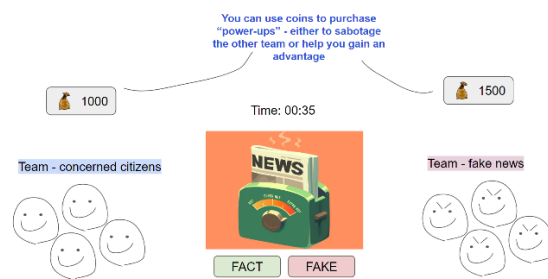 You can use coins to purchase
“power-ups” - either to sabotage
the other team or help you gain an
advantage
1000
1500
Time: 00:35
Team - concerned citizens
Team - fake news
NEWS
FACT
FAKE